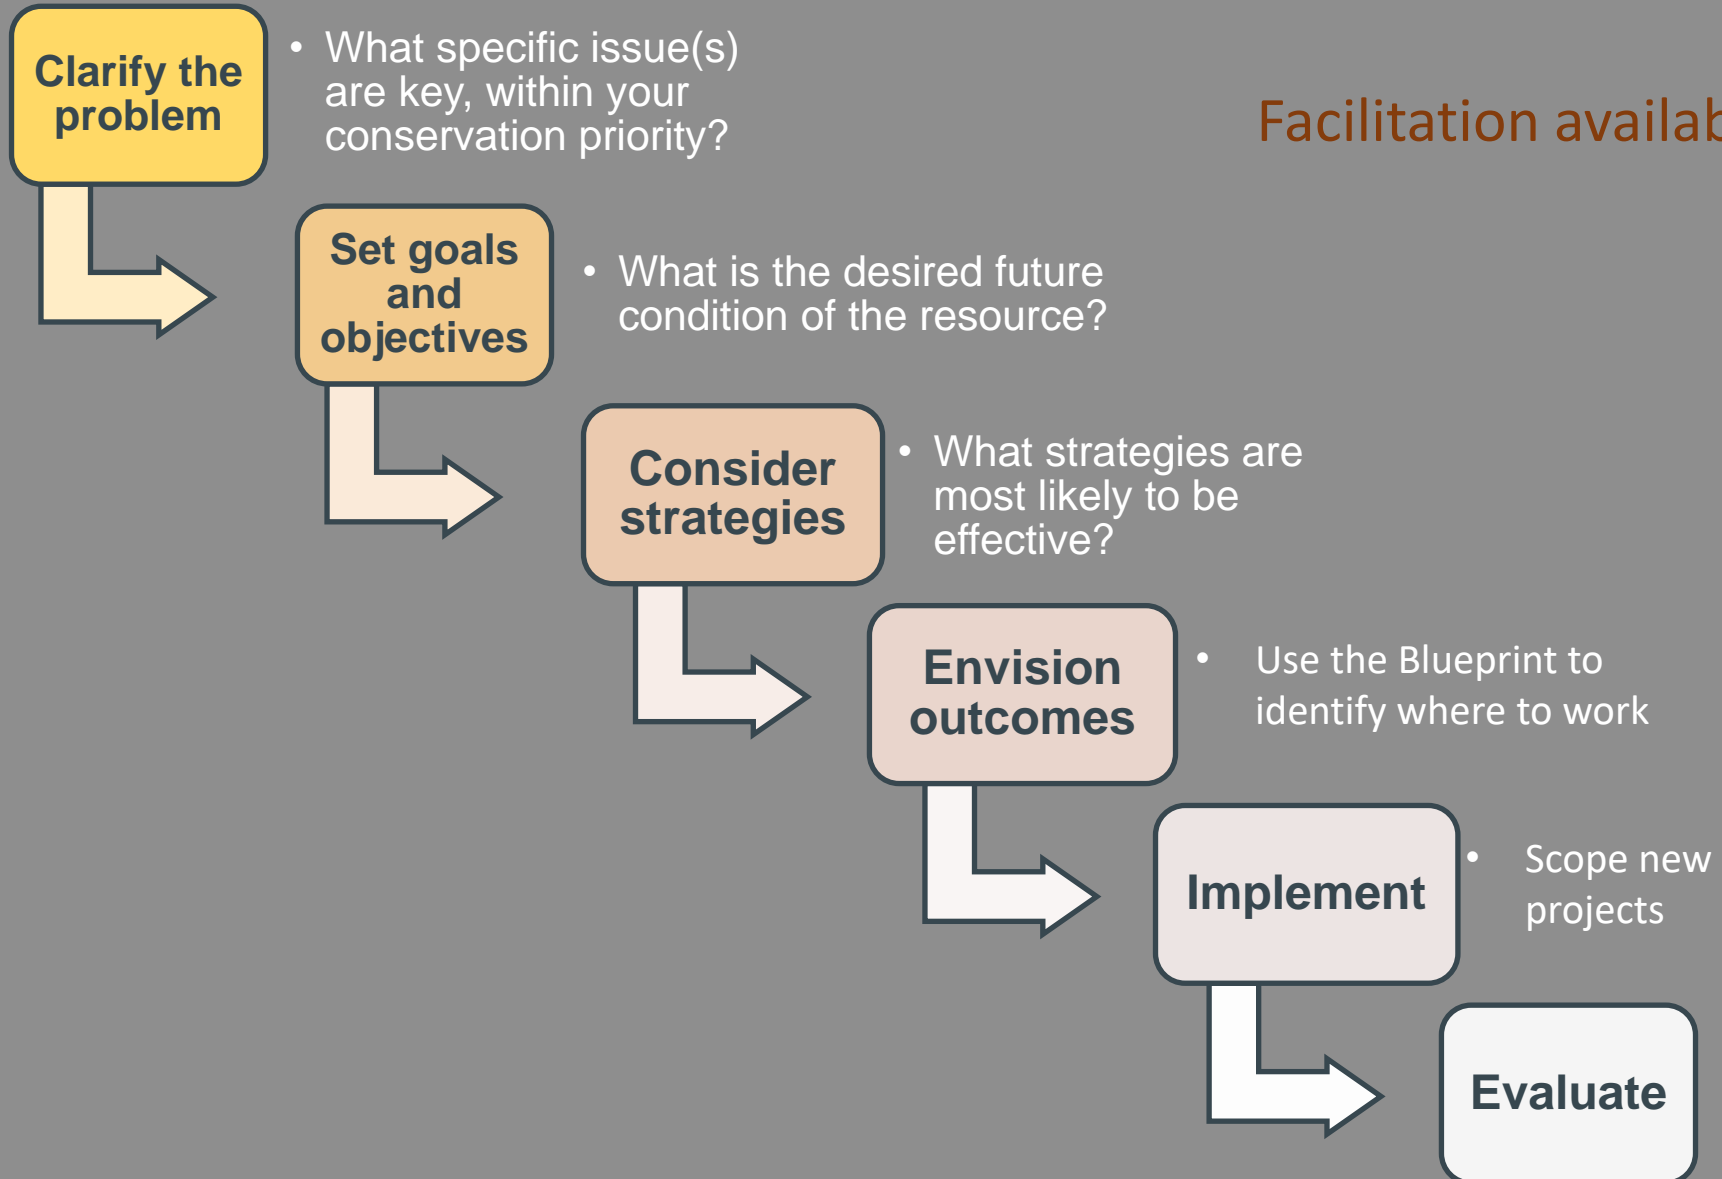 Clarify the
problem
• What specific issue(s)
are key, within your
conservation priority?
Facilitation availab
Set goals
and
objectives
• What is the desired future
condition of the resource?
Consider
strategies
• What strategies are
most likely to be
effective?
Envision
outcomes
• Use the Blueprint to
identify where to work
Implement
• Scope new
projects
Evaluate